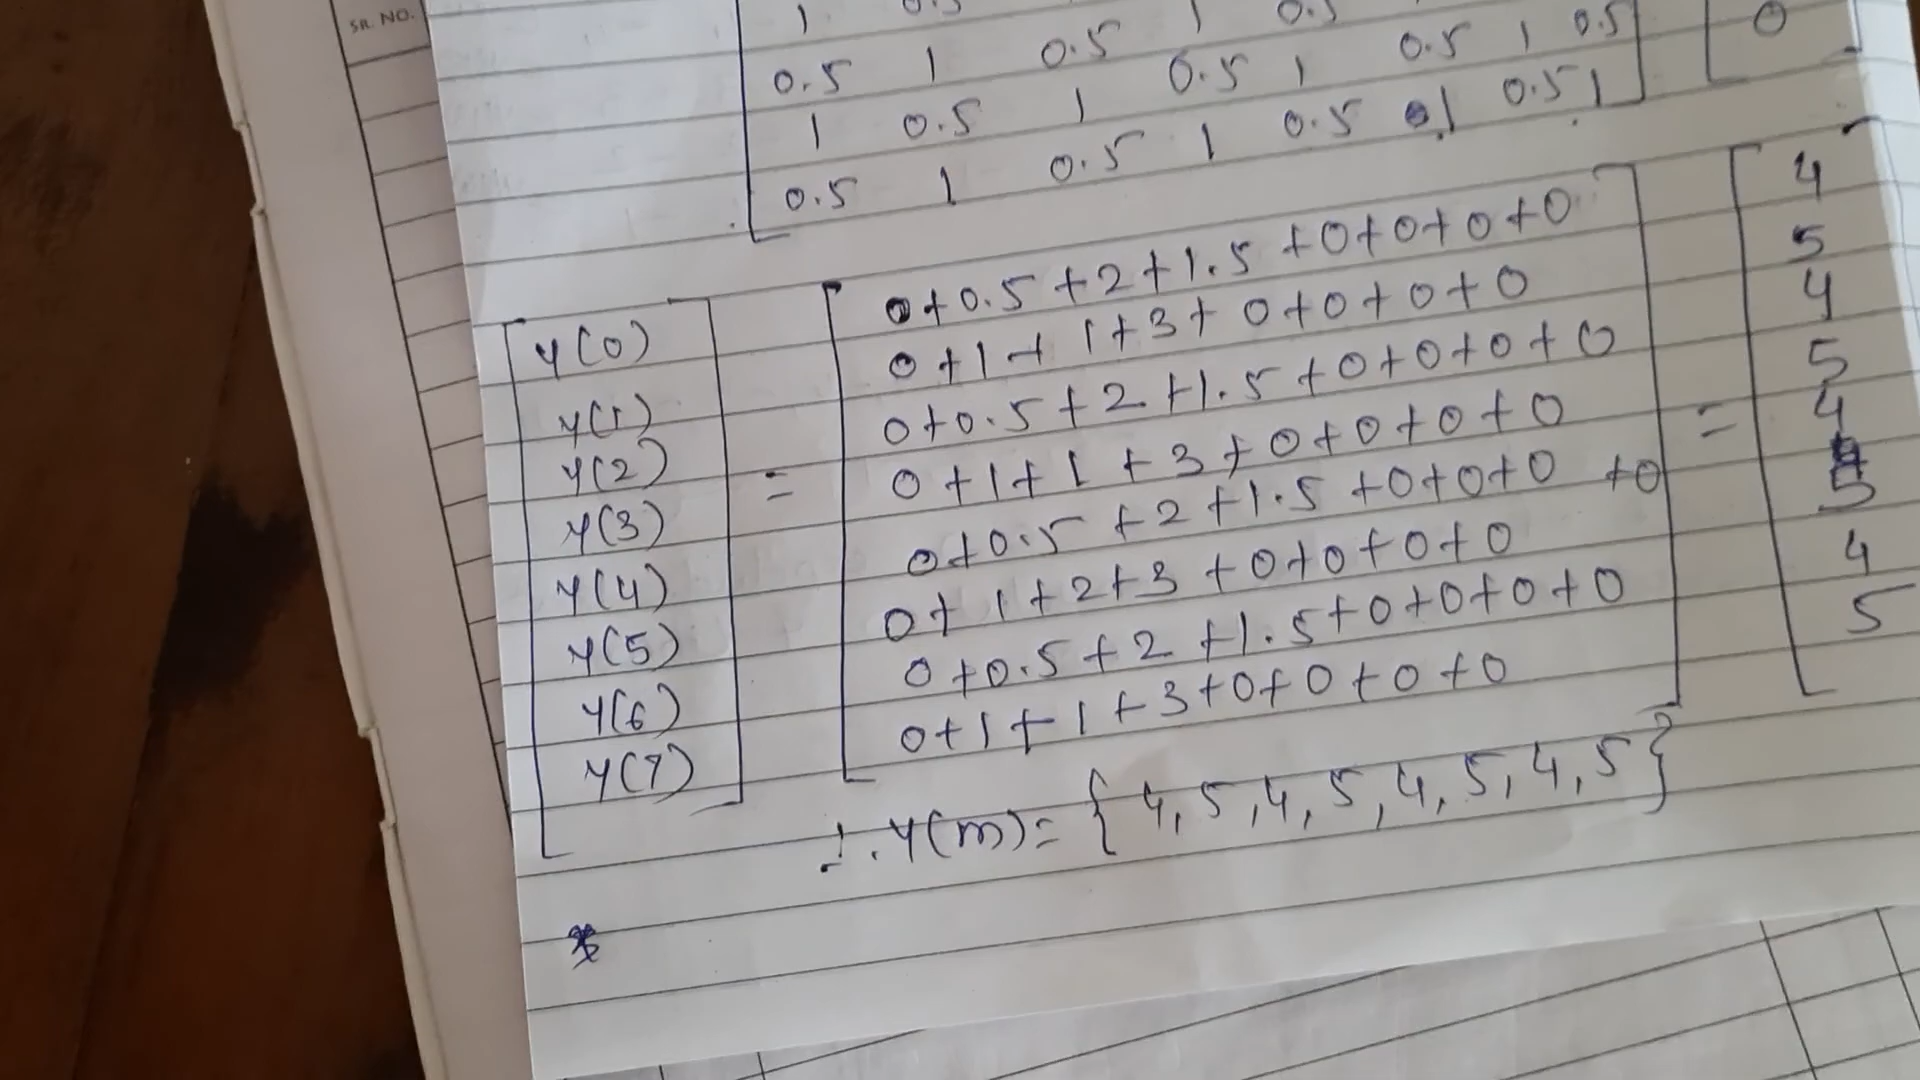 SR. NO.
1 0.5 1 0.5
0.5 1 0.5 0.5 1 0.5 1 0.5 0
1 0.5 1 0.5 1 0.5 1
0.5 1 0.5 1
y(0) 0+0.5+2+1.5+0+0+0+0 4
y(1) 0+1+1+3+0+0+0+0 5
y(2) 0+0.5+2+1.5+0+0+0+0 4
y(3) = 0+1+1+3+0+0+0+0 = 5
y(4) 0+0.5+2+1.5+0+0+0+0 4
y(5) 0+1+2+3+0+0+0+0 5
y(6) 0+0.5+2+1.5+0+0+0+0 4
y(7) 0+1+1+3+0+0+0+0 5
∴ y(m) = { 4, 5, 4, 5, 4, 5, 4, 5 }